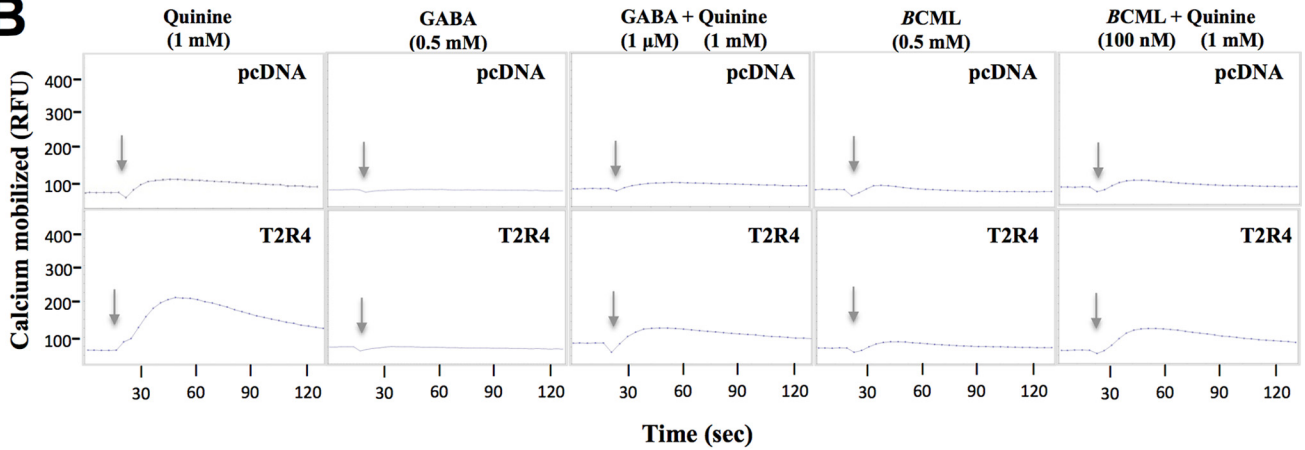 B
Quinine
(1 mM)
GABA
(0.5 mM)
GABA + Quinine
(1 µM) (1 mM)
BCML
(0.5 mM)
BCML + Quinine
(100 nM) (1 mM)
Calcium mobilized (RFU)
400
300
200
100
pcDNA
pcDNA
pcDNA
pcDNA
pcDNA
400
300
200
100
T2R4
T2R4
T2R4
T2R4
T2R4
30 60 90 120
30 60 90 120
30 60 90 120
30 60 90 120
30 60 90 120
Time (sec)